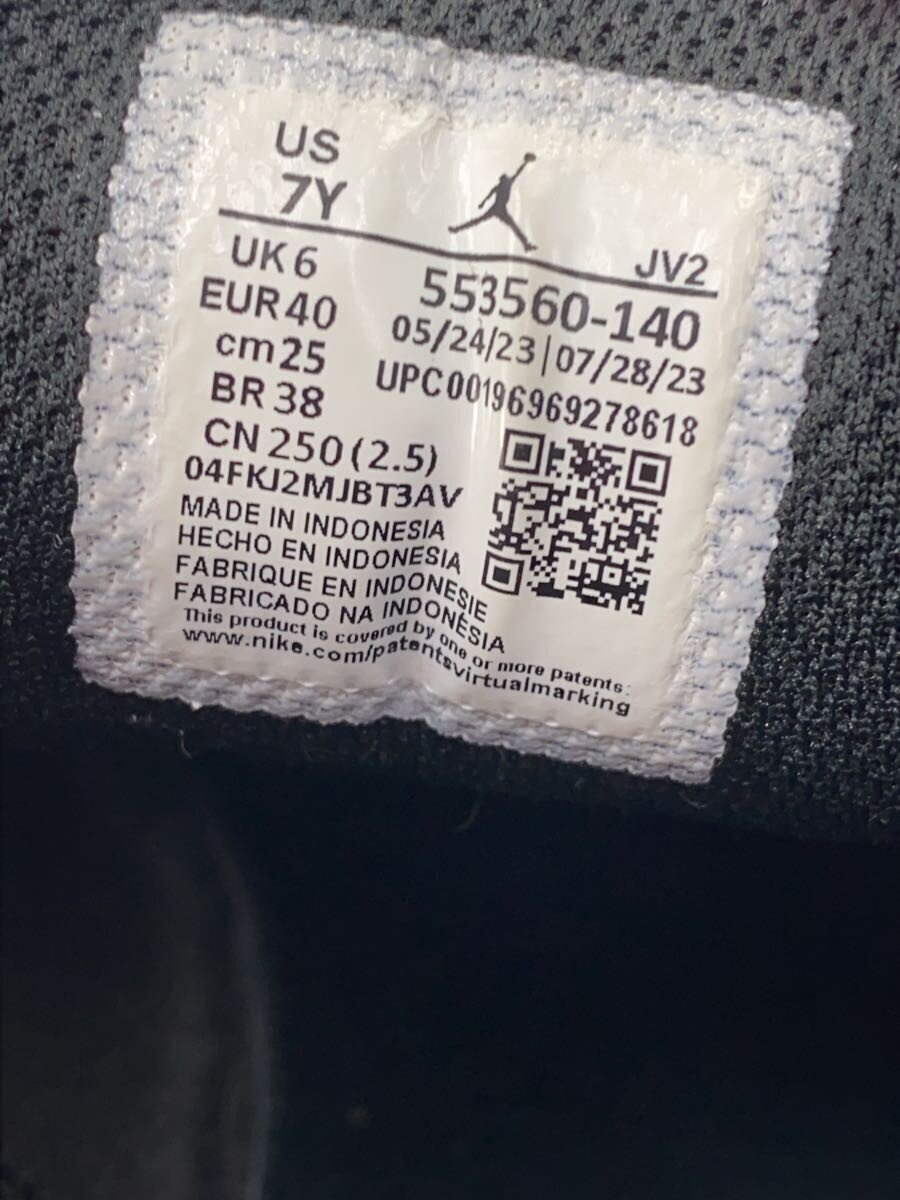 US
7Y
JV2
UK 6
EUR 40
cm 25
BR 38
CN 250 (2.5)
553560-140
05/24/23 | 07/28/23
UPC 00196969278618
04FKJ2MJBT3AV
MADE IN INDONESIA
HECHO EN INDONESIA
FABRIQUE EN INDONESIE
FABRICADO NA INDONÉSIA
This product is covered by one or more patents:
www.nike.com/patentsvirtualmarking